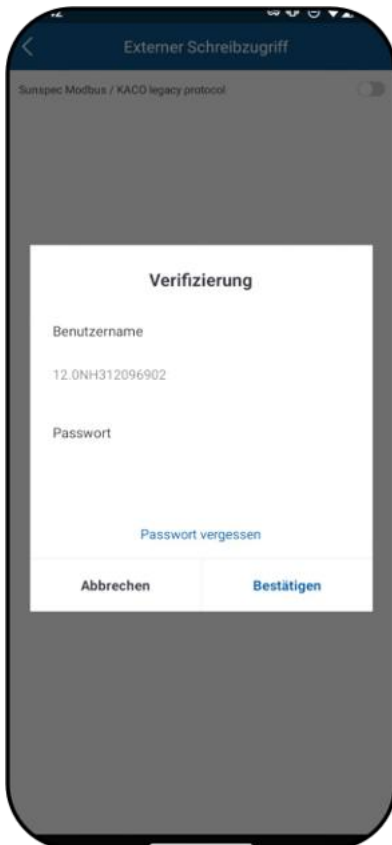 Externer Schreibzugriff
Sunspec Modbus / KACO legacy protocol
Verifizierung
Benutzername
12.0NH312096902
Passwort
Passwort vergessen
Abbrechen Bestätigen